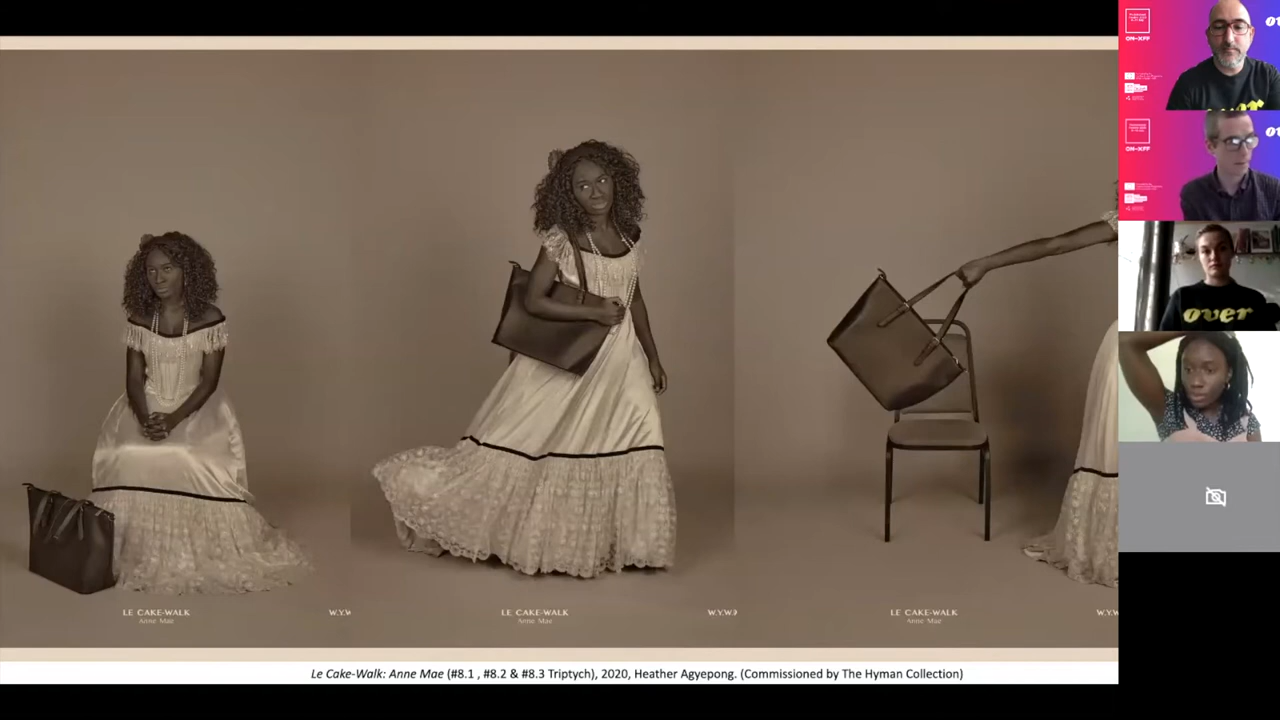 LE CAKE-WALK
Anne Mae
W.Y.W
LE CAKE-WALK
Anne Mae
W.Y.W?
LE CAKE-WALK
Anne Mae
W.Y.W
Le Cake-Walk: Anne Mae (#8.1 , #8.2 & #8.3 Triptych), 2020, Heather Agyepong. (Commissioned by The Hyman Collection)
over